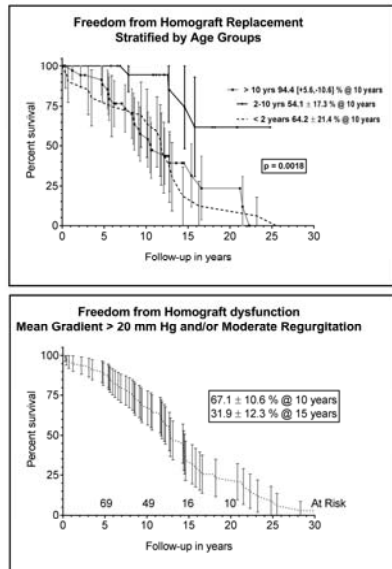 Freedom from Homograft Replacement
Stratified by Age Groups
100
75
50
25
0
Percent survival
> 10 yrs 94.4 [+5.6,-10.6] % @ 10 years
2-10 yrs 54.1 ± 17.3 % @ 10 years
< 2 years 64.2 ± 21.4 % @ 10 years
p = 0.0018
0 5 10 15 20 25 30
Follow-up in years
Freedom from Homograft dysfunction
Mean Gradient > 20 mm Hg and/or Moderate Regurgitation
100
75
50
25
0
Percent survival
67.1 ± 10.6 % @ 10 years
31.9 ± 12.3 % @ 15 years
69 49 16 10 At Risk
0 5 10 15 20 25 30
Follow-up in years